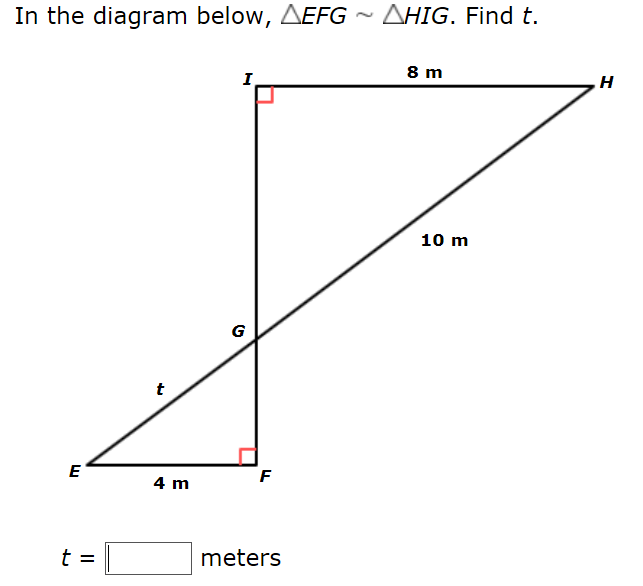 In the diagram below, △EFG ~ △HIG. Find t.
8 m
I
H
10 m
G
t
E
F
4 m
t = meters